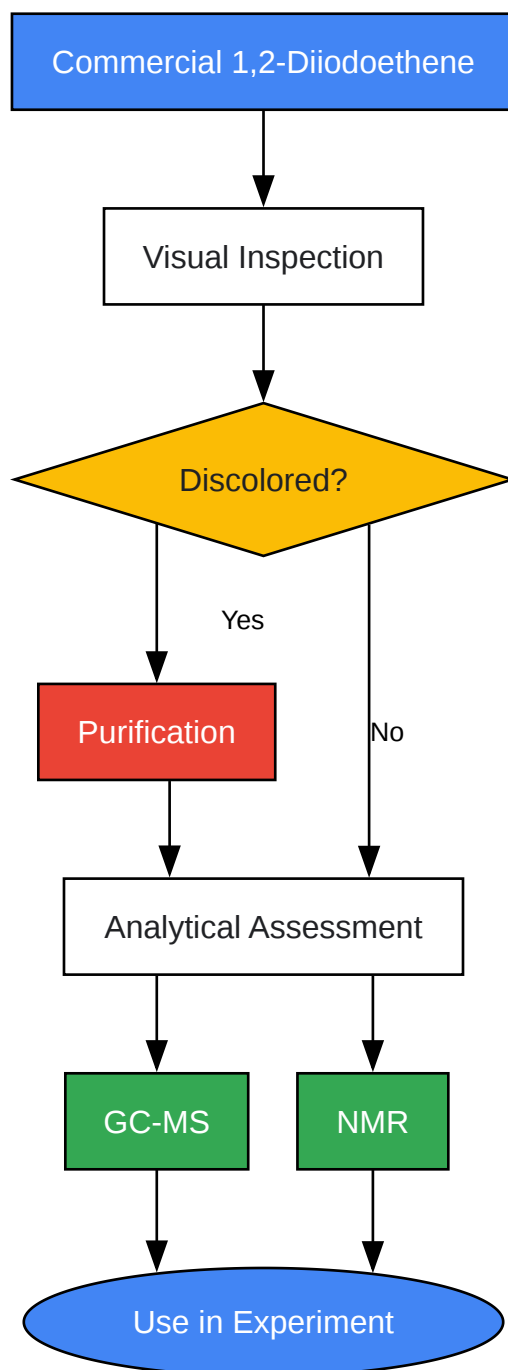 Commercial 1,2-Diiodoethene
Visual Inspection
Discolored?
Yes
Purification
No
Analytical Assessment
GC-MS
NMR
Use in Experiment